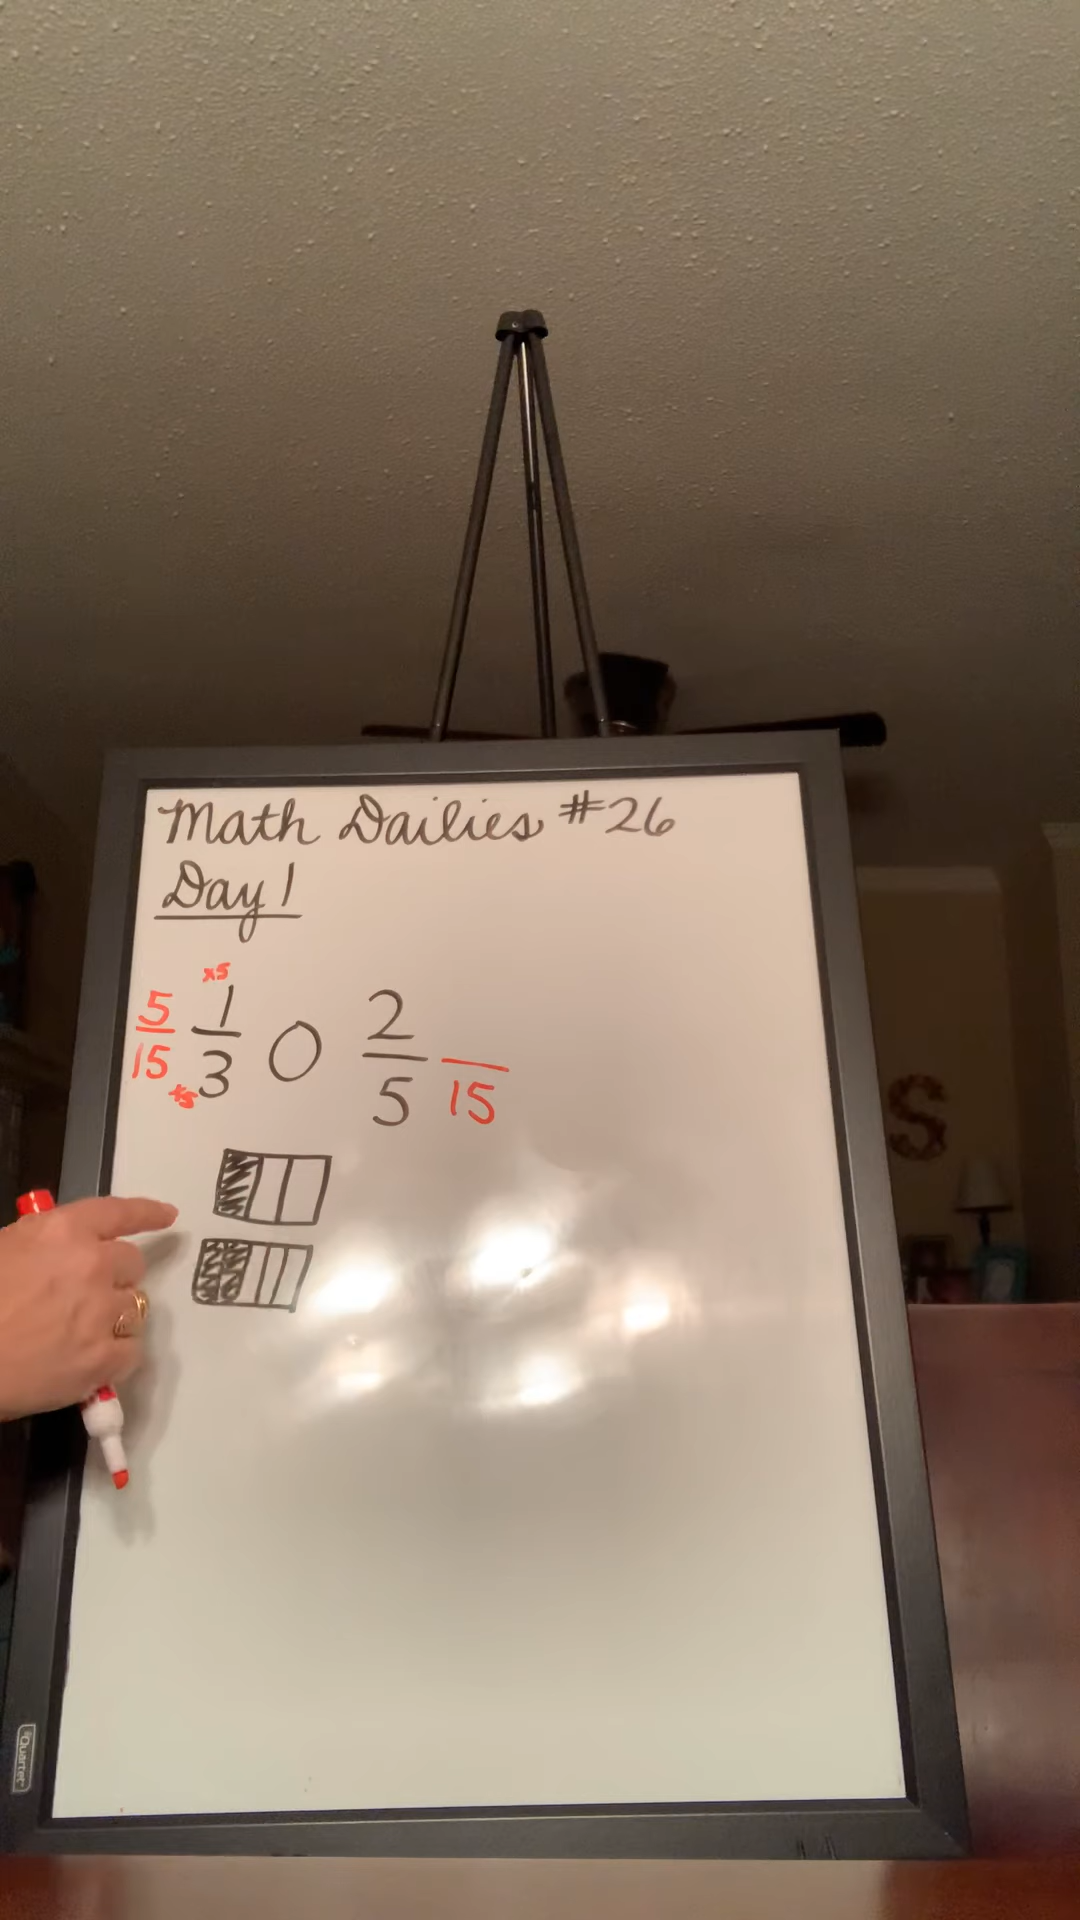 Math Dailies #26
Day 1
x5
5/15 1/3 O 2/5 /15
x5
Quartet